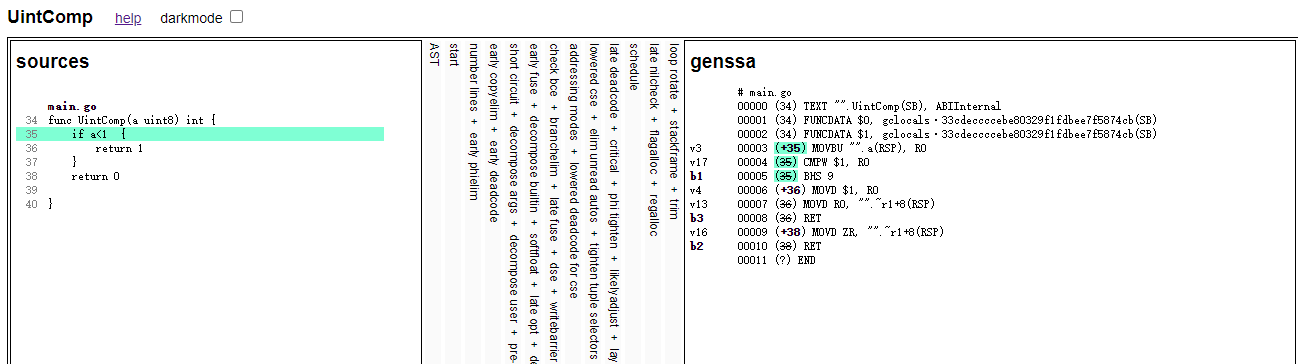 UintComp help darkmode
sources
main.go
34 func UintComp(a uint8) int {
35 if a<1 {
36 return 1
37 }
38 return 0
39
40 }
AST
start
number lines + early phielim
early copyelim + early deadcode
short circuit + decompose args + decompose user + pre-
early fuse + decompose builtin + softfloat + late opt + de
check bce + branchelim + late fuse + dse + writebarrier
addressing modes + lowered deadcode for cse
lowered cse + elim unread autos + tighten tuple selectors
late deadcode + critical + phi tighten + likelyadjust + lay
schedule
late nilcheck + flagalloc + regalloc
loop rotate + stackframe + trim
genssa
# main.go
00000 (34) TEXT "".UintComp(SB), ABIInternal
00001 (34) FUNCDATA $0, gclocals·33cdeccccebe80329f1fdbee7f5874cb(SB)
00002 (34) FUNCDATA $1, gclocals·33cdeccccebe80329f1fdbee7f5874cb(SB)
v3 00003 (+35) MOVBU "".a(RSP), R0
v17 00004 (35) CMPW $1, R0
b1 00005 (35) BHS 9
v4 00006 (+36) MOVD $1, R0
v13 00007 (36) MOVD R0, "".~r1+8(RSP)
b3 00008 (36) RET
v16 00009 (+38) MOVD ZR, "".~r1+8(RSP)
b2 00010 (38) RET
00011 (?) END